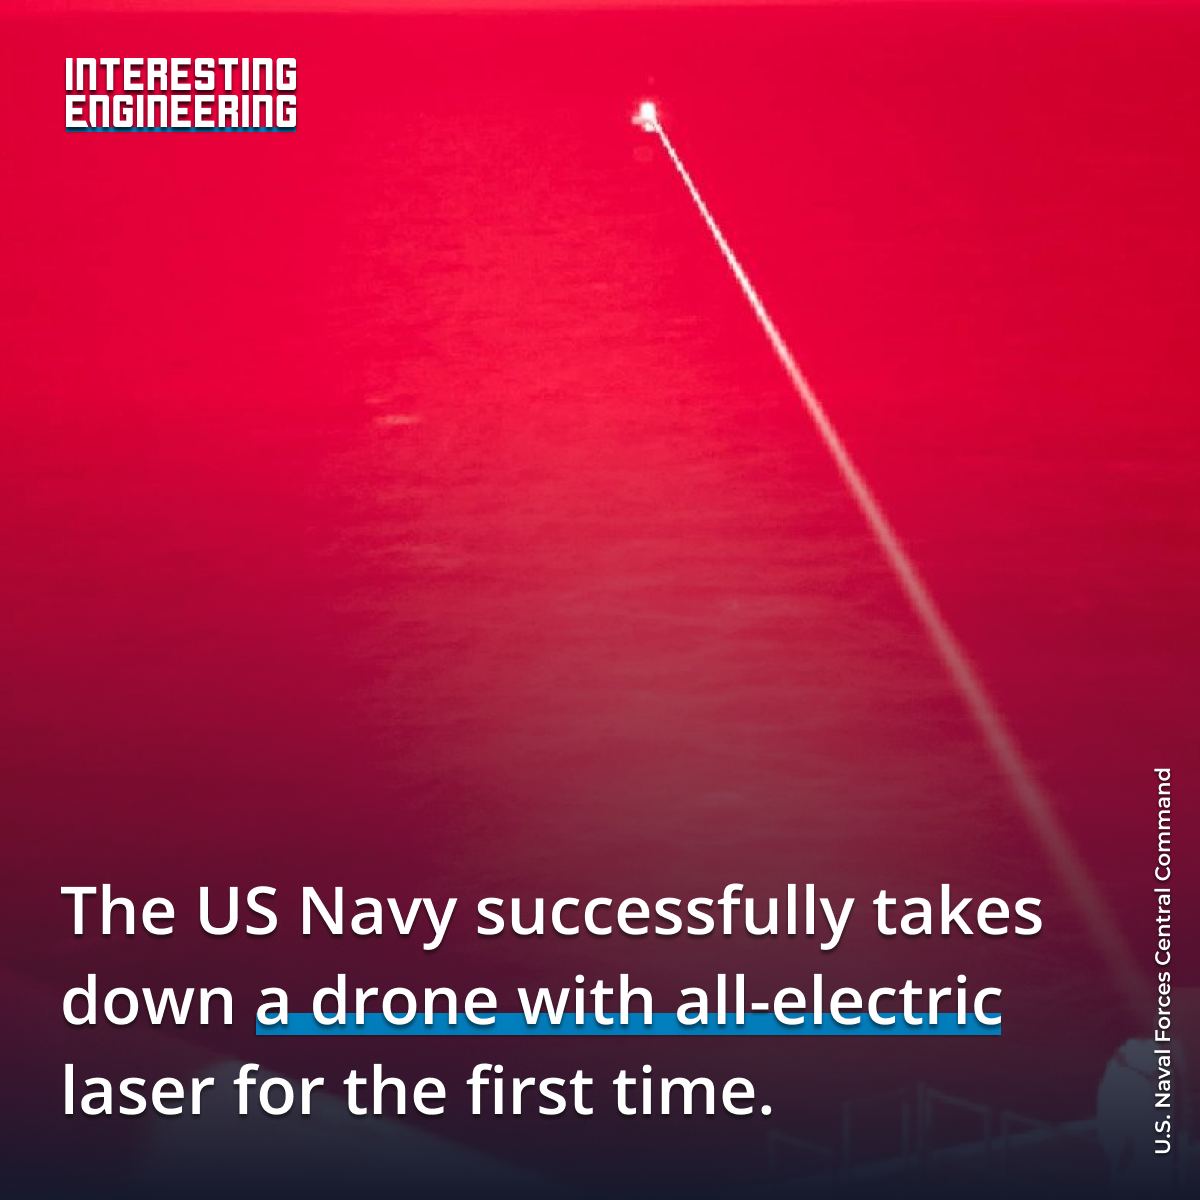 INTERESTING
ENGINEERING
The US Navy successfully takes
down a drone with all-electric
laser for the first time.
U.S. Naval Forces Central Command